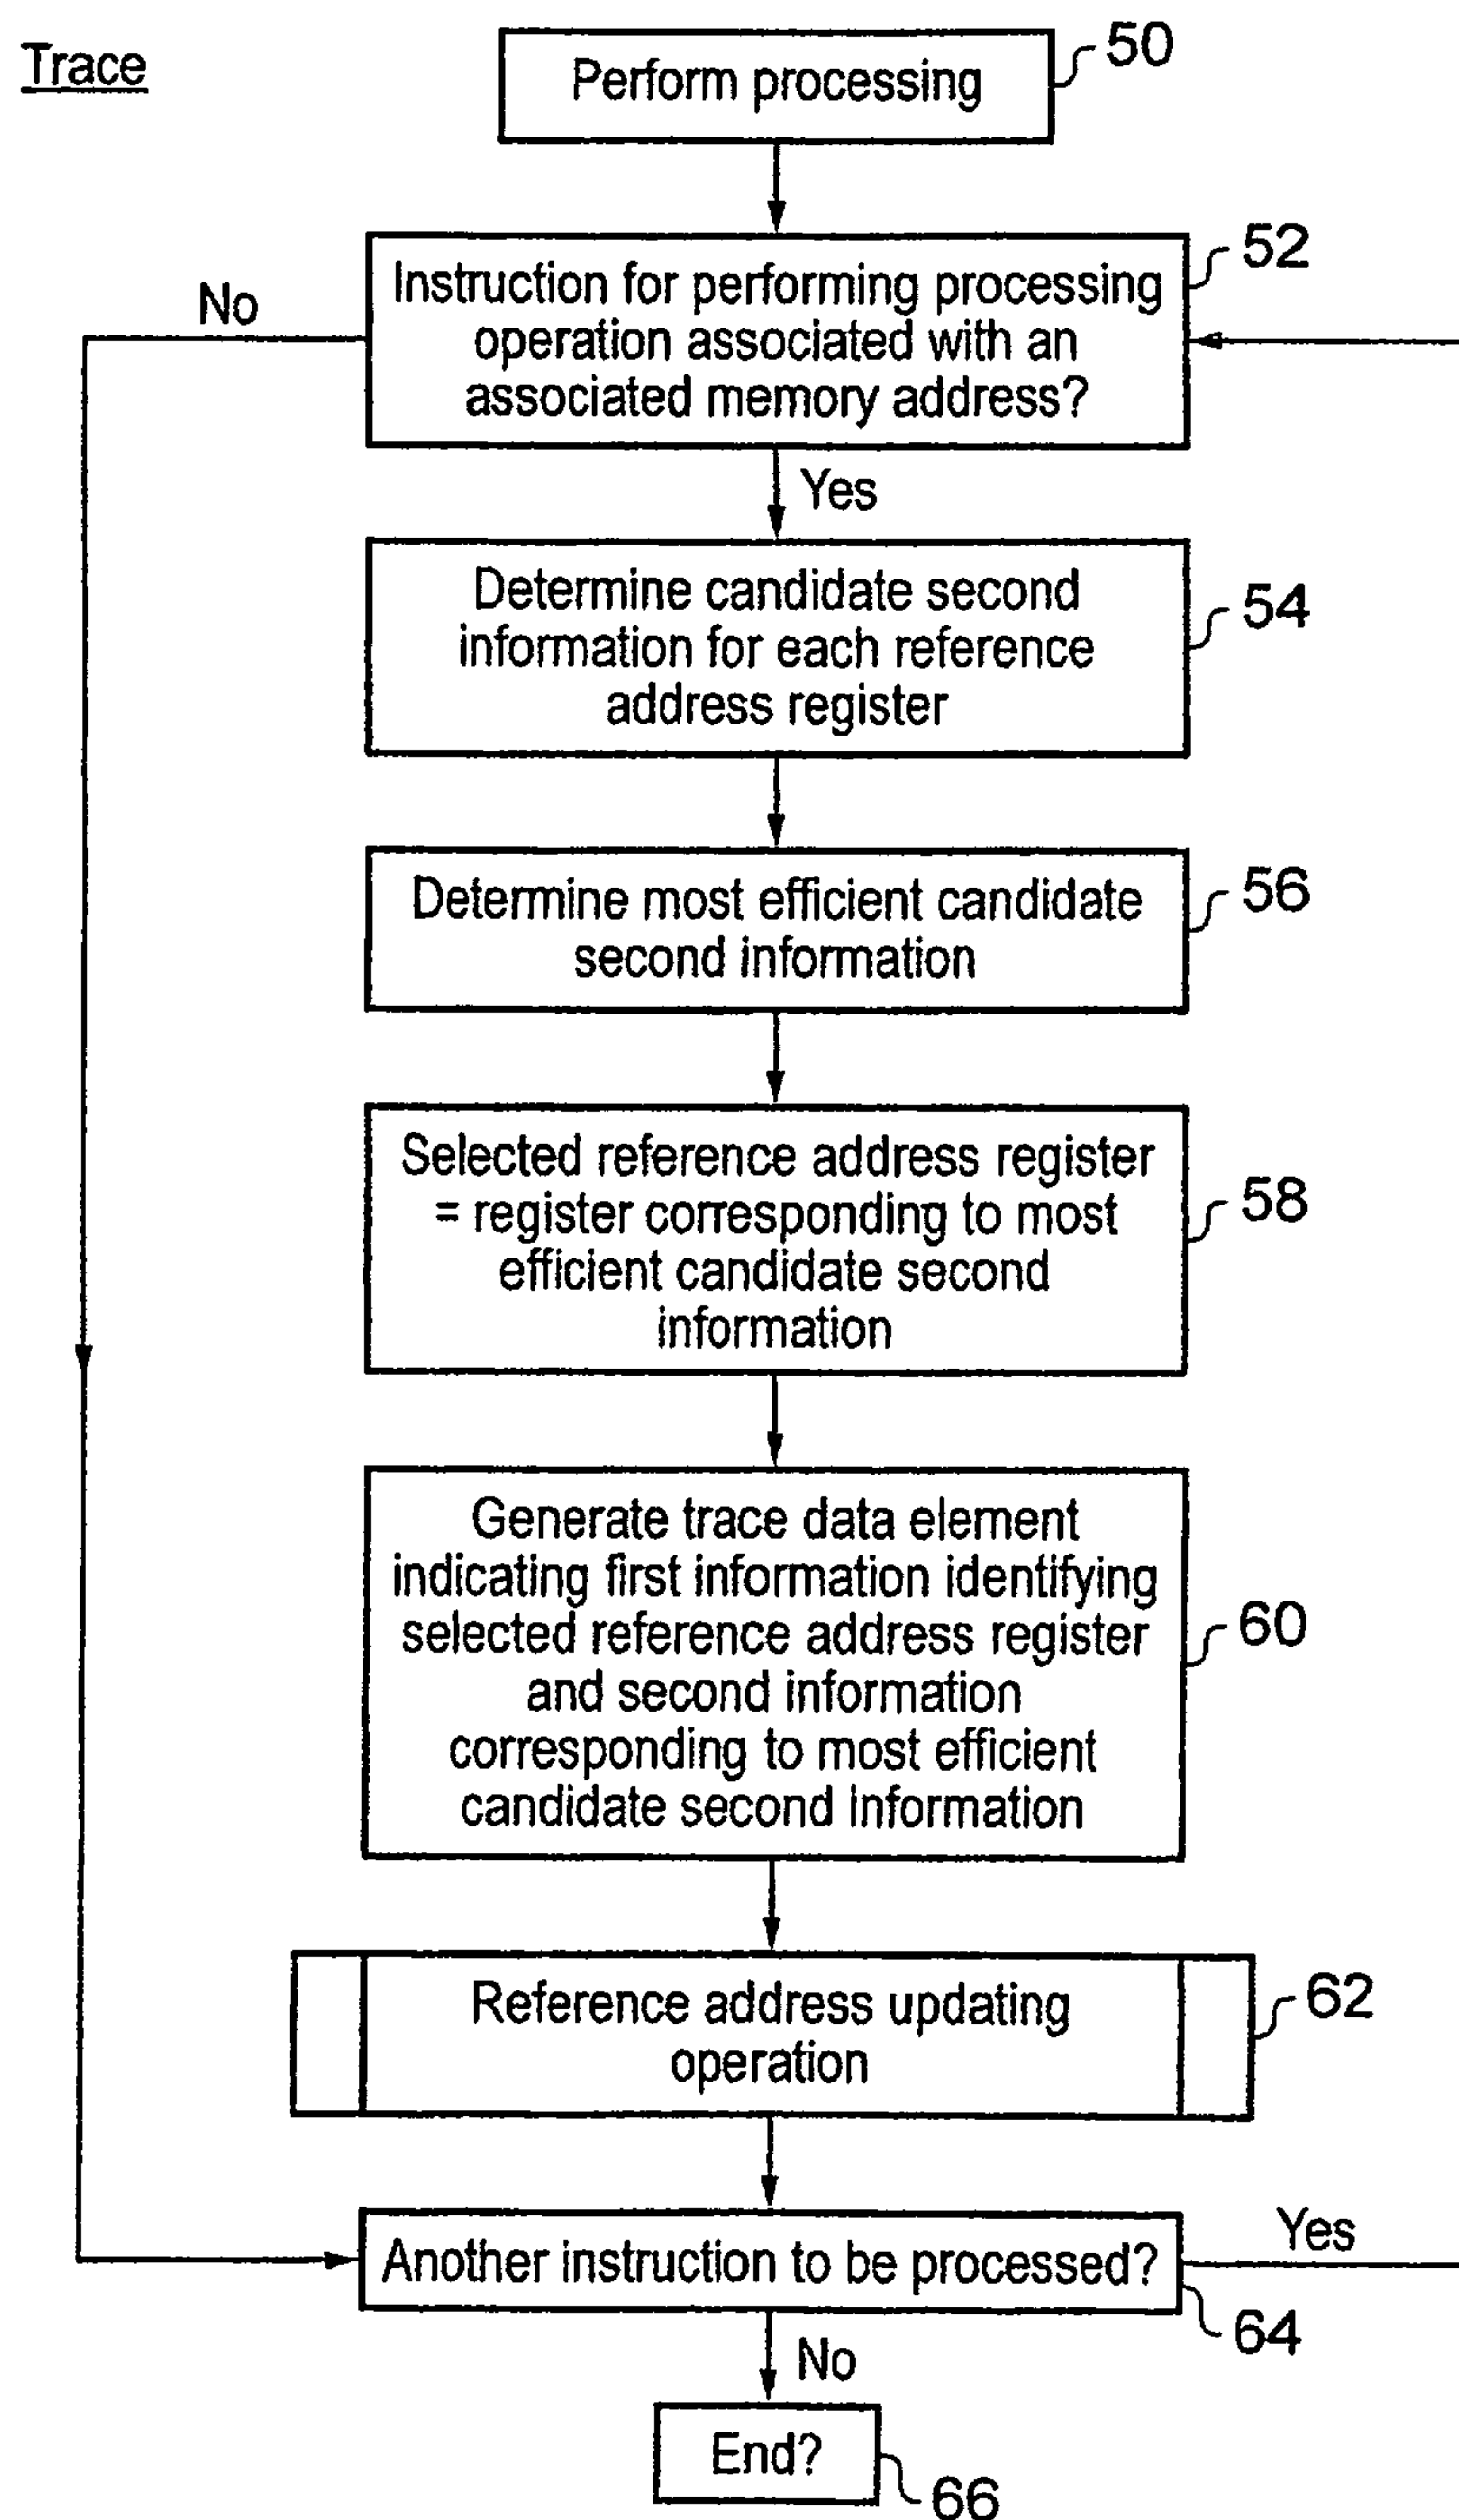 Trace
Perform processing
50
Instruction for performing processing
operation associated with an
associated memory address?
52
No
Yes
Determine candidate second
information for each reference
address register
54
Determine most efficient candidate
second information
56
Selected reference address register
= register corresponding to most
efficient candidate second
information
58
Generate trace data element
indicating first information identifying
selected reference address register
and second information
corresponding to most efficient
candidate second information
60
Reference address updating
operation
62
Another instruction to be processed?
Yes
64
No
End?
66